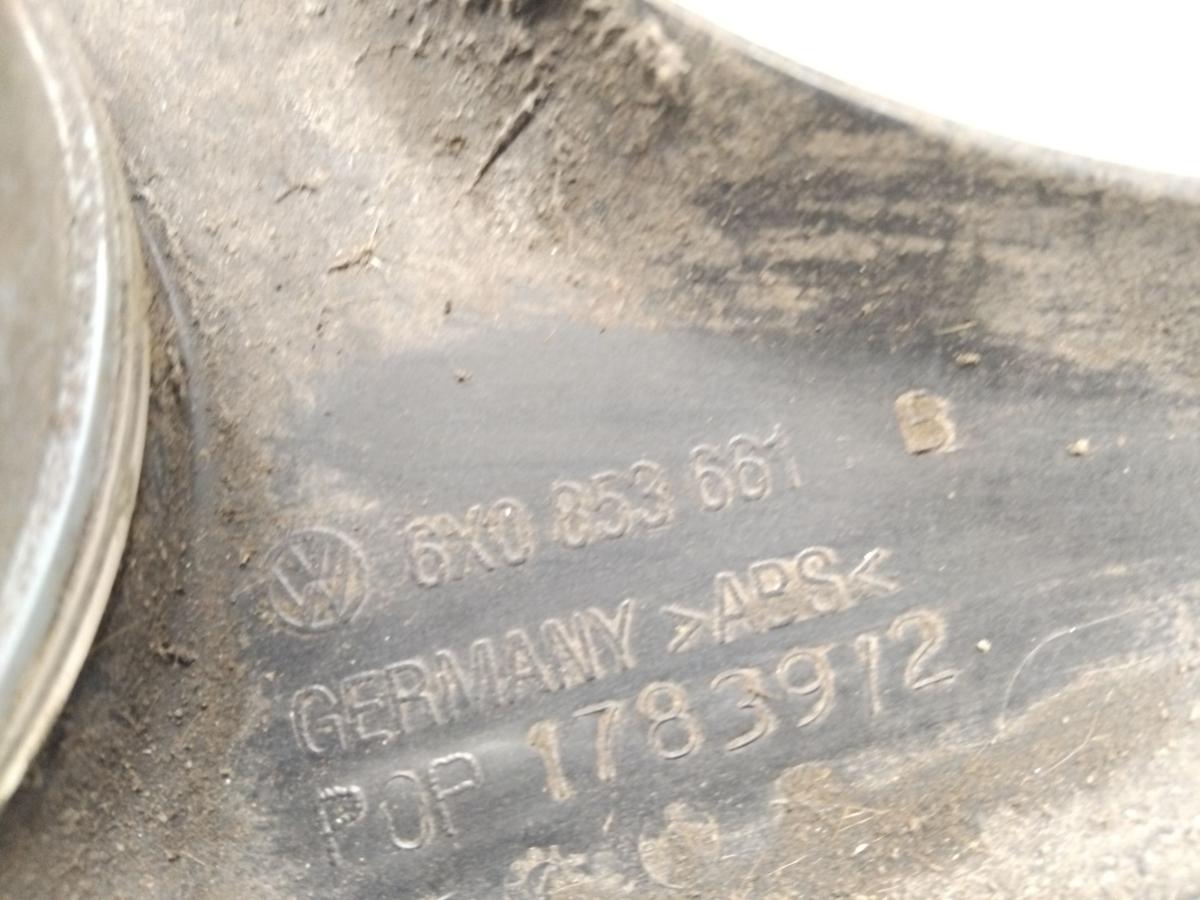 6X0 853 661 B
GERMANY >ABS<
POP 1783912